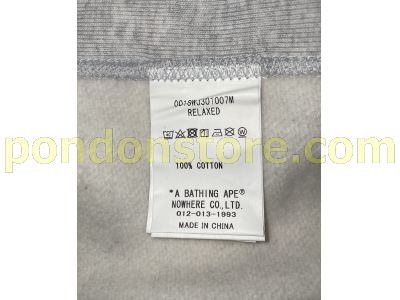 001SWJ301007M
RELAXED
pondonstore.com
100% COTTON
*A BATHING APE®
NOWHERE CO.,LTD.
012-013-1993
MADE IN CHINA